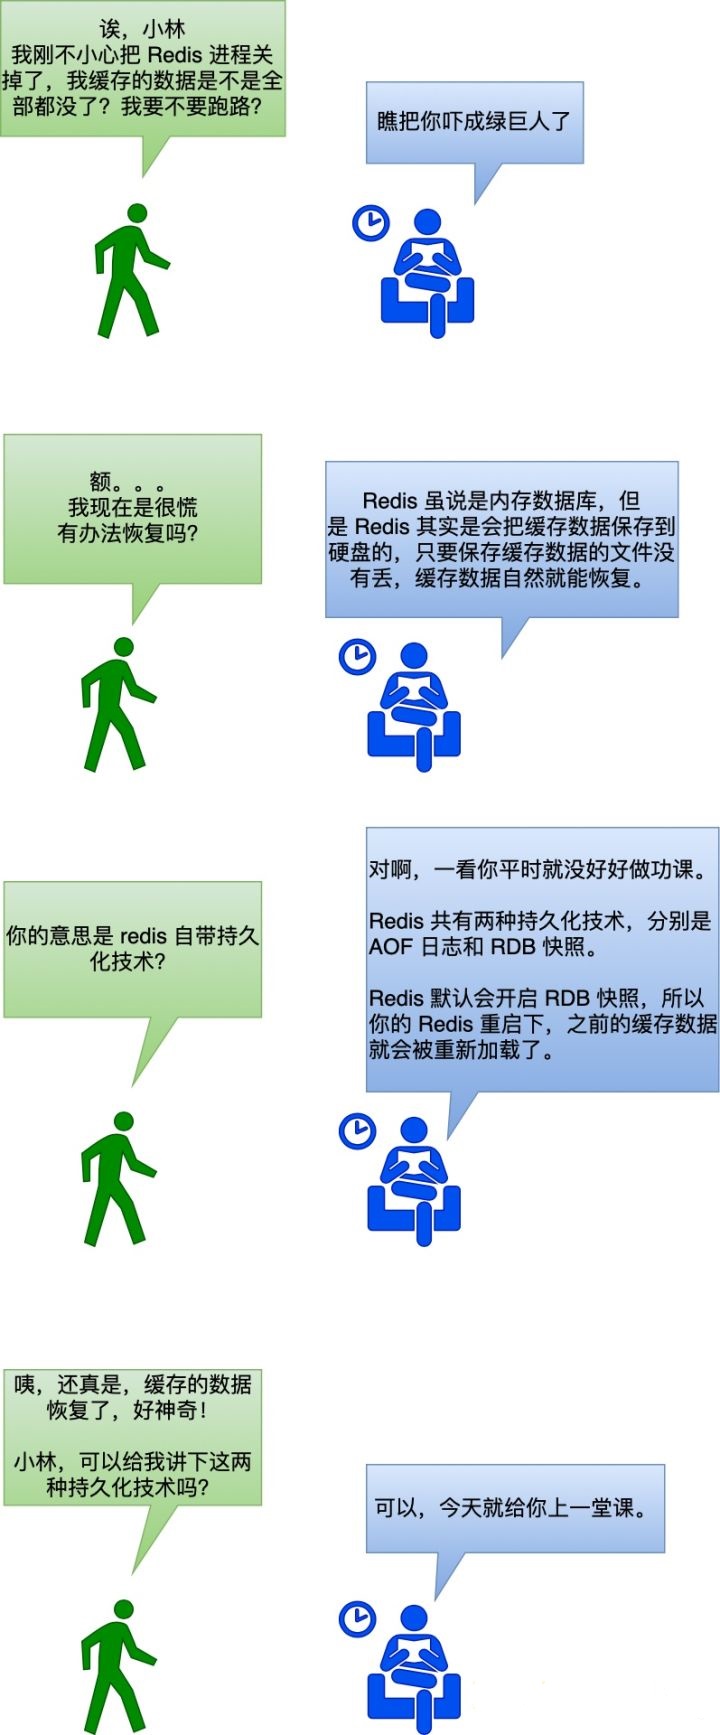 诶，小林
我刚不小心把 Redis 进程关
掉了，我缓存的数据是不是全
部都没了？我要不要跑路？
瞧把你吓成绿巨人了
额。。。
我现在是很慌
有办法恢复吗？
Redis 虽说是内存数据库，但
是 Redis 其实是会把缓存数据保存到
硬盘的，只要保存缓存数据的文件没
有丢，缓存数据自然就能恢复。
你的意思是 redis 自带持久
化技术？
对啊，一看你平时就没好好做功课。
Redis 共有两种持久化技术，分别是
AOF 日志和 RDB 快照。
Redis 默认会开启 RDB 快照，所以
你的 Redis 重启下，之前的缓存数据
就会被重新加载了。
咦，还真是，缓存的数据
恢复了，好神奇！
小林，可以给我讲下这两
种持久化技术吗？
可以，今天就给你上一堂课。